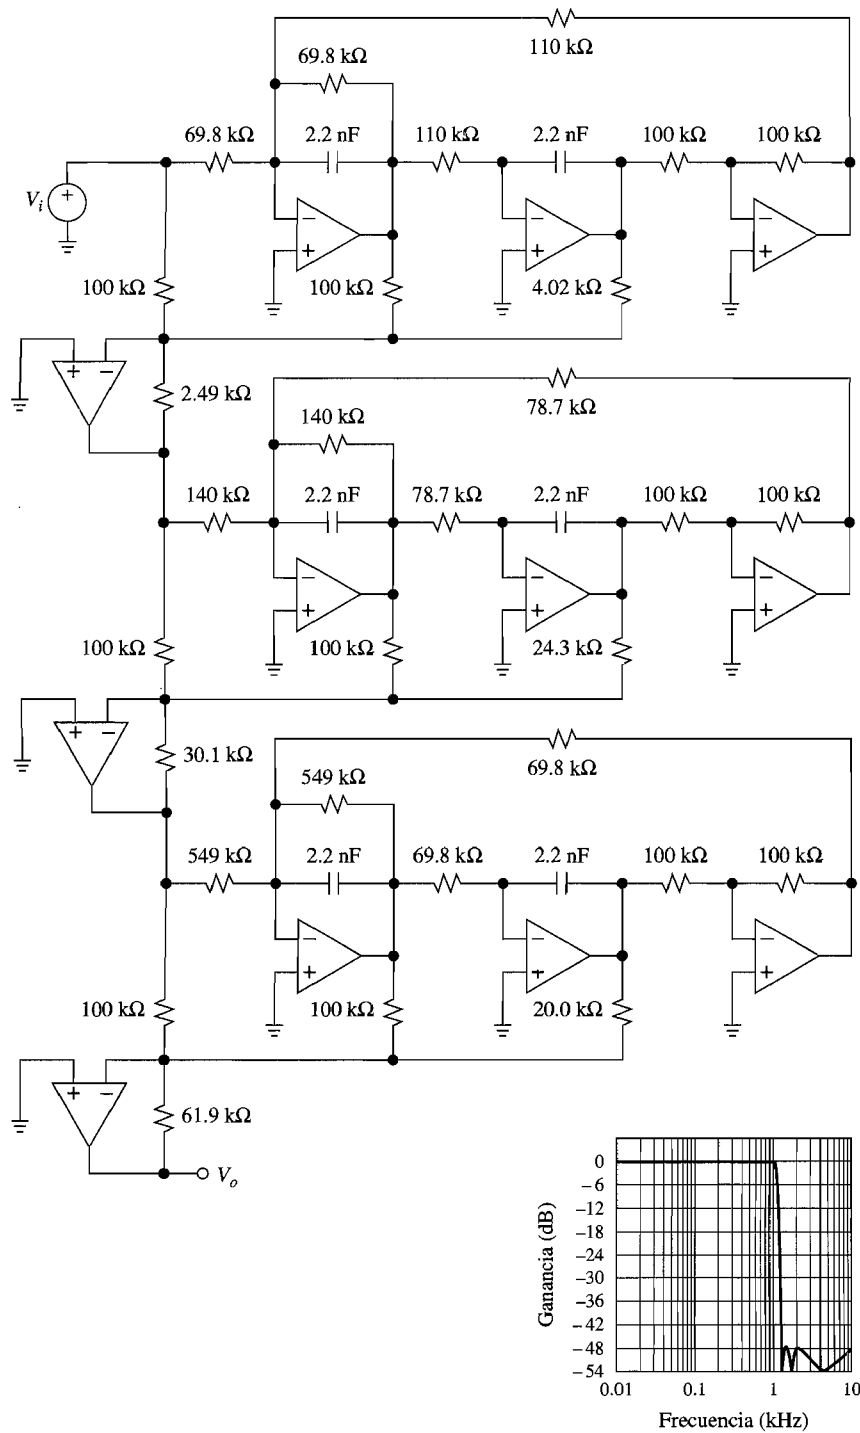 110 kΩ
69.8 kΩ
69.8 kΩ 2.2 nF 110 kΩ 2.2 nF 100 kΩ 100 kΩ
Vi
+
−
+
−
+
−
+
100 kΩ 100 kΩ 4.02 kΩ
+ −
2.49 kΩ
78.7 kΩ
140 kΩ
140 kΩ 2.2 nF 78.7 kΩ 2.2 nF 100 kΩ 100 kΩ
−
+
−
+
−
+
100 kΩ 100 kΩ 24.3 kΩ
+ −
30.1 kΩ
69.8 kΩ
549 kΩ
549 kΩ 2.2 nF 69.8 kΩ 2.2 nF 100 kΩ 100 kΩ
−
+
−
+
−
+
100 kΩ 100 kΩ 20.0 kΩ
+ −
61.9 kΩ
Vo
Ganancia (dB)
0
−6
−12
−18
−24
−30
−36
−42
−48
−54
0.01 0.1 1 10
Frecuencia (kHz)